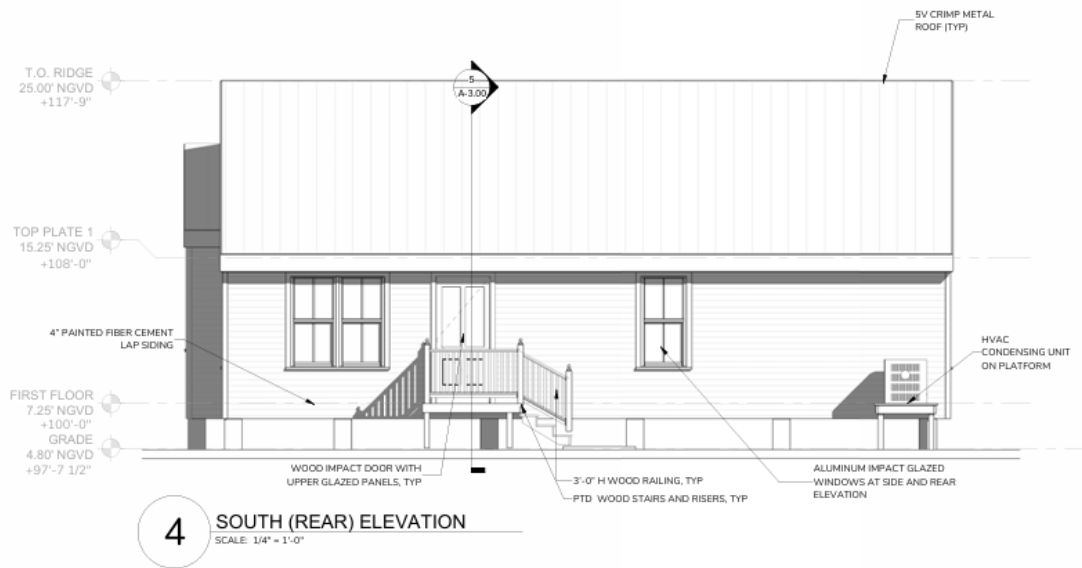 5V CRIMP METAL
ROOF (TYP)
5
A-3.00
T.O. RIDGE
25.00' NGVD
+117'-9"
TOP PLATE 1
15.25' NGVD
+108'-0"
4" PAINTED FIBER CEMENT
LAP SIDING
HVAC
CONDENSING UNIT
ON PLATFORM
FIRST FLOOR
7.25' NGVD
+100'-0"
GRADE
4.80' NGVD
+97'-7 1/2"
WOOD IMPACT DOOR WITH
UPPER GLAZED PANELS, TYP
3'-0" H WOOD RAILING, TYP
PTD WOOD STAIRS AND RISERS, TYP
ALUMINUM IMPACT GLAZED
WINDOWS AT SIDE AND REAR
ELEVATION
4
SOUTH (REAR) ELEVATION
SCALE: 1/4" = 1'-0"